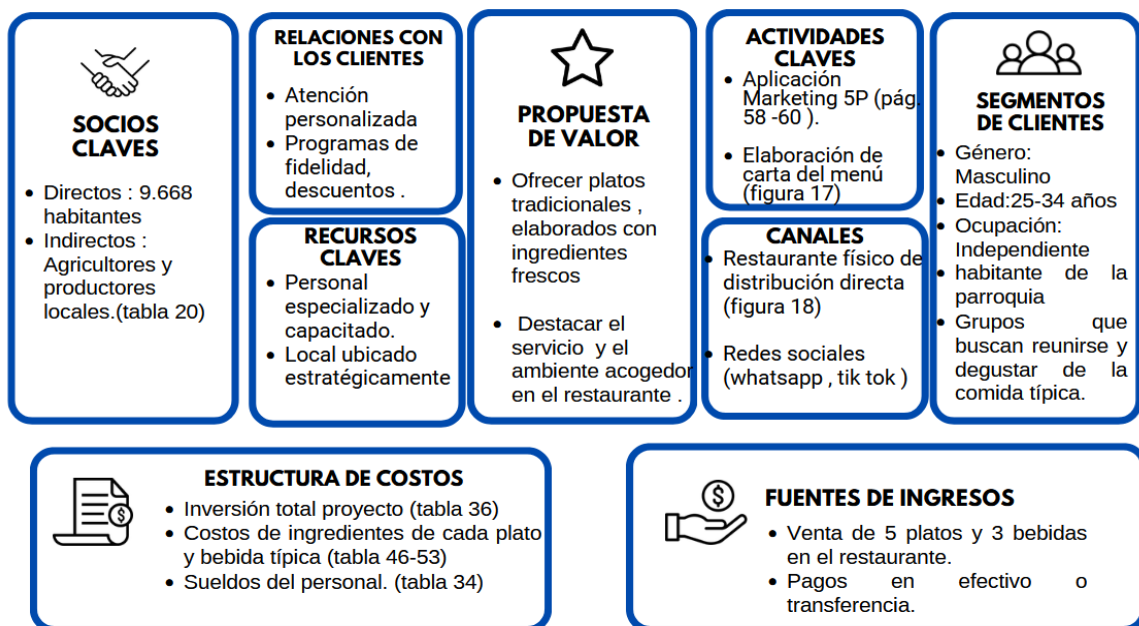 SOCIOS
CLAVES
• Directos : 9.668
habitantes
• Indirectos :
Agricultores y
productores
locales.(tabla 20)
RELACIONES CON
LOS CLIENTES
• Atención
personalizada
• Programas de
fidelidad,
descuentos .
RECURSOS
CLAVES
• Personal
especializado y
capacitado.
• Local ubicado
estratégicamente
PROPUESTA
DE VALOR
• Ofrecer platos
tradicionales ,
elaborados con
ingredientes
frescos
• Destacar el
servicio y el
ambiente acogedor
en el restaurante .
ACTIVIDADES
CLAVES
• Aplicación
Marketing 5P (pág.
58 -60 ).
• Elaboración de
carta del menú
(figura 17)
CANALES
• Restaurante físico de
distribución directa
(figura 18)
• Redes sociales
(whatsapp , tik tok )
SEGMENTOS
DE CLIENTES
• Género:
Masculino
• Edad:25-34 años
• Ocupación:
Independiente
• habitante de la
parroquia
• Grupos que
buscan reunirse y
degustar de la
comida típica.
ESTRUCTURA DE COSTOS
• Inversión total proyecto (tabla 36)
• Costos de ingredientes de cada plato
y bebida típica (tabla 46-53)
• Sueldos del personal. (tabla 34)
FUENTES DE INGRESOS
• Venta de 5 platos y 3 bebidas
en el restaurante.
• Pagos en efectivo o
transferencia.